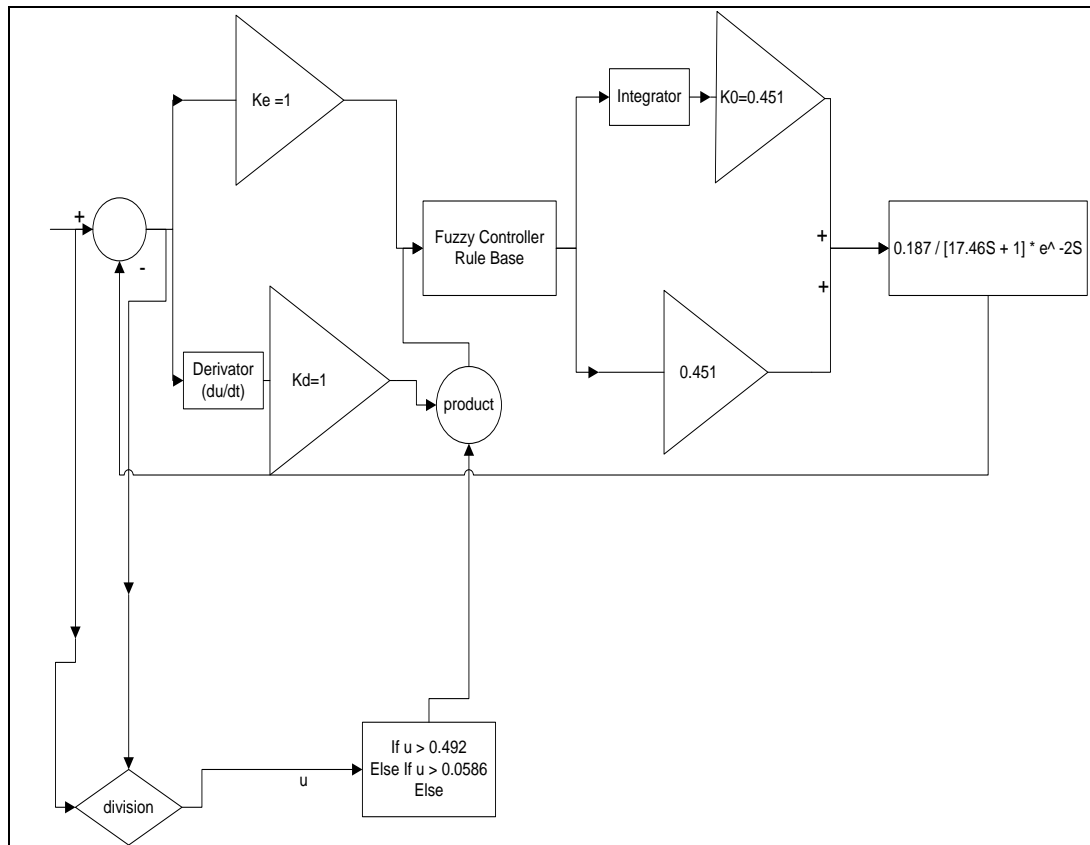 Ke =1
Integrator
K0=0.451
+
-
Fuzzy Controller
Rule Base
+
+
0.187 / [17.46S + 1] * e^ -2S
Derivator
(du/dt)
Kd=1
product
0.451
If u > 0.492
Else If u > 0.0586
Else
u
division